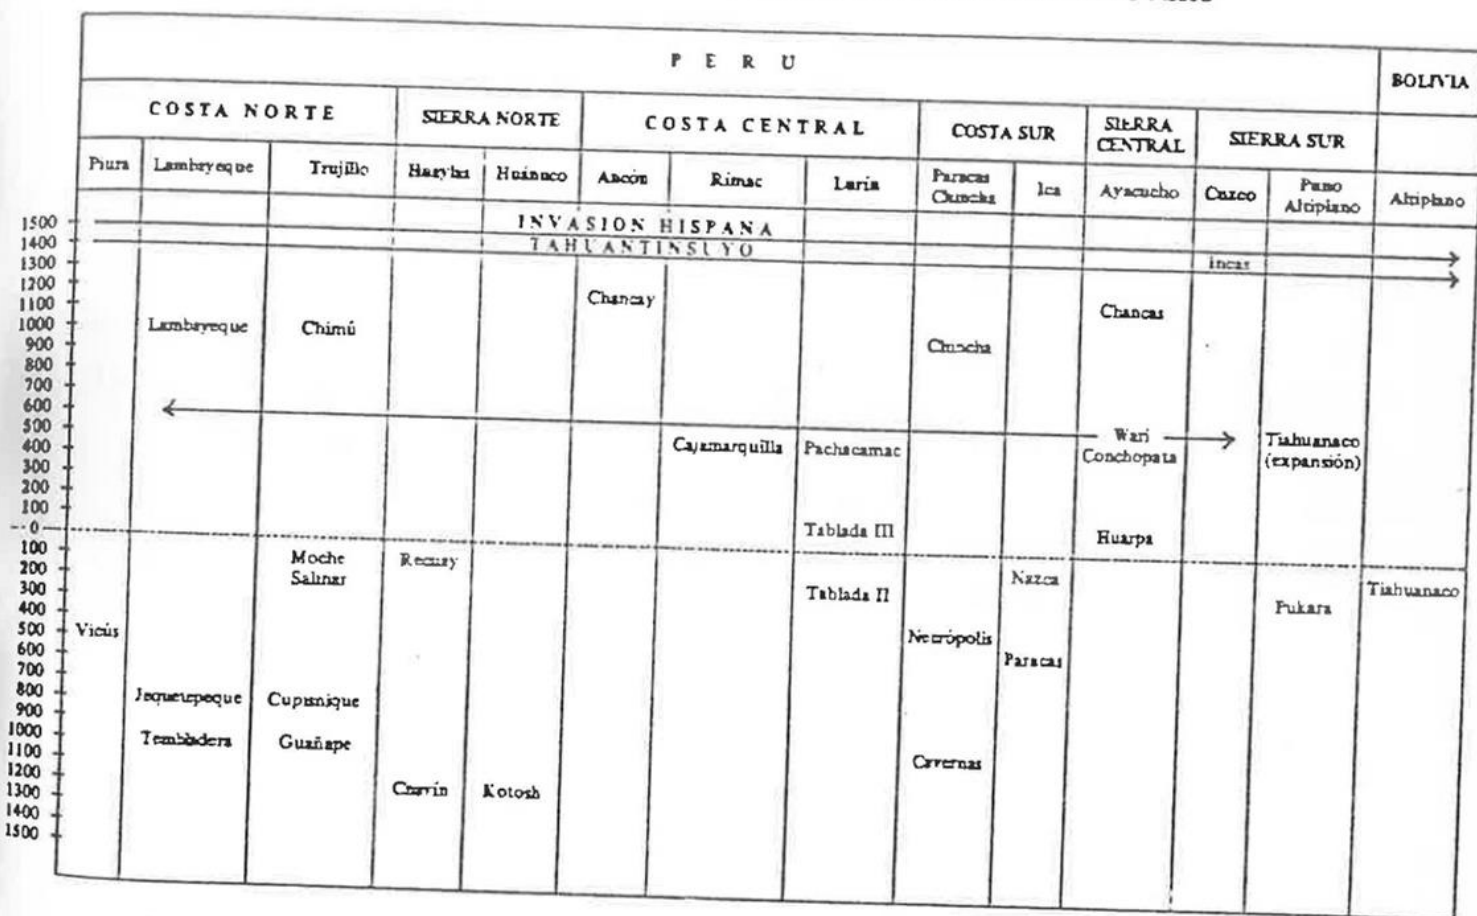 P E R U
BOLIVIA
COSTA NORTE
SIERRA NORTE
COSTA CENTRAL
COSTA SUR
SIERRA CENTRAL
SIERRA SUR
Piura
Lambayeque
Trujillo
Huaylas
Huánuco
Ancón
Rimac
Lurín
Paracas Chincha
Ica
Ayacucho
Cuzco
Puno Altiplano
Altiplano
1500
INVASION HISPANA
1400
TAHUANTINSUYO
1300
Incas
1200
Chancay
1100
Chancas
1000
Lambayeque
Chimú
900
Chincha
800
700
600
500
Wari
Tiahuanaco
400
Cajamarquilla
Pachacamac
Conchopata
(expansión)
300
200
100
Tablada III
0
Huarpa
100
Moche
Recuay
200
Salinar
Nazca
300
Tablada II
Tiahuanaco
400
Pukara
500
Vicús
Necrópolis
600
Paracas
700
800
Jequetepeque
Cupisnique
900
1000
Tembladera
Guañape
1100
Cavernas
1200
1300
Chavín
Kotosh
1400
1500